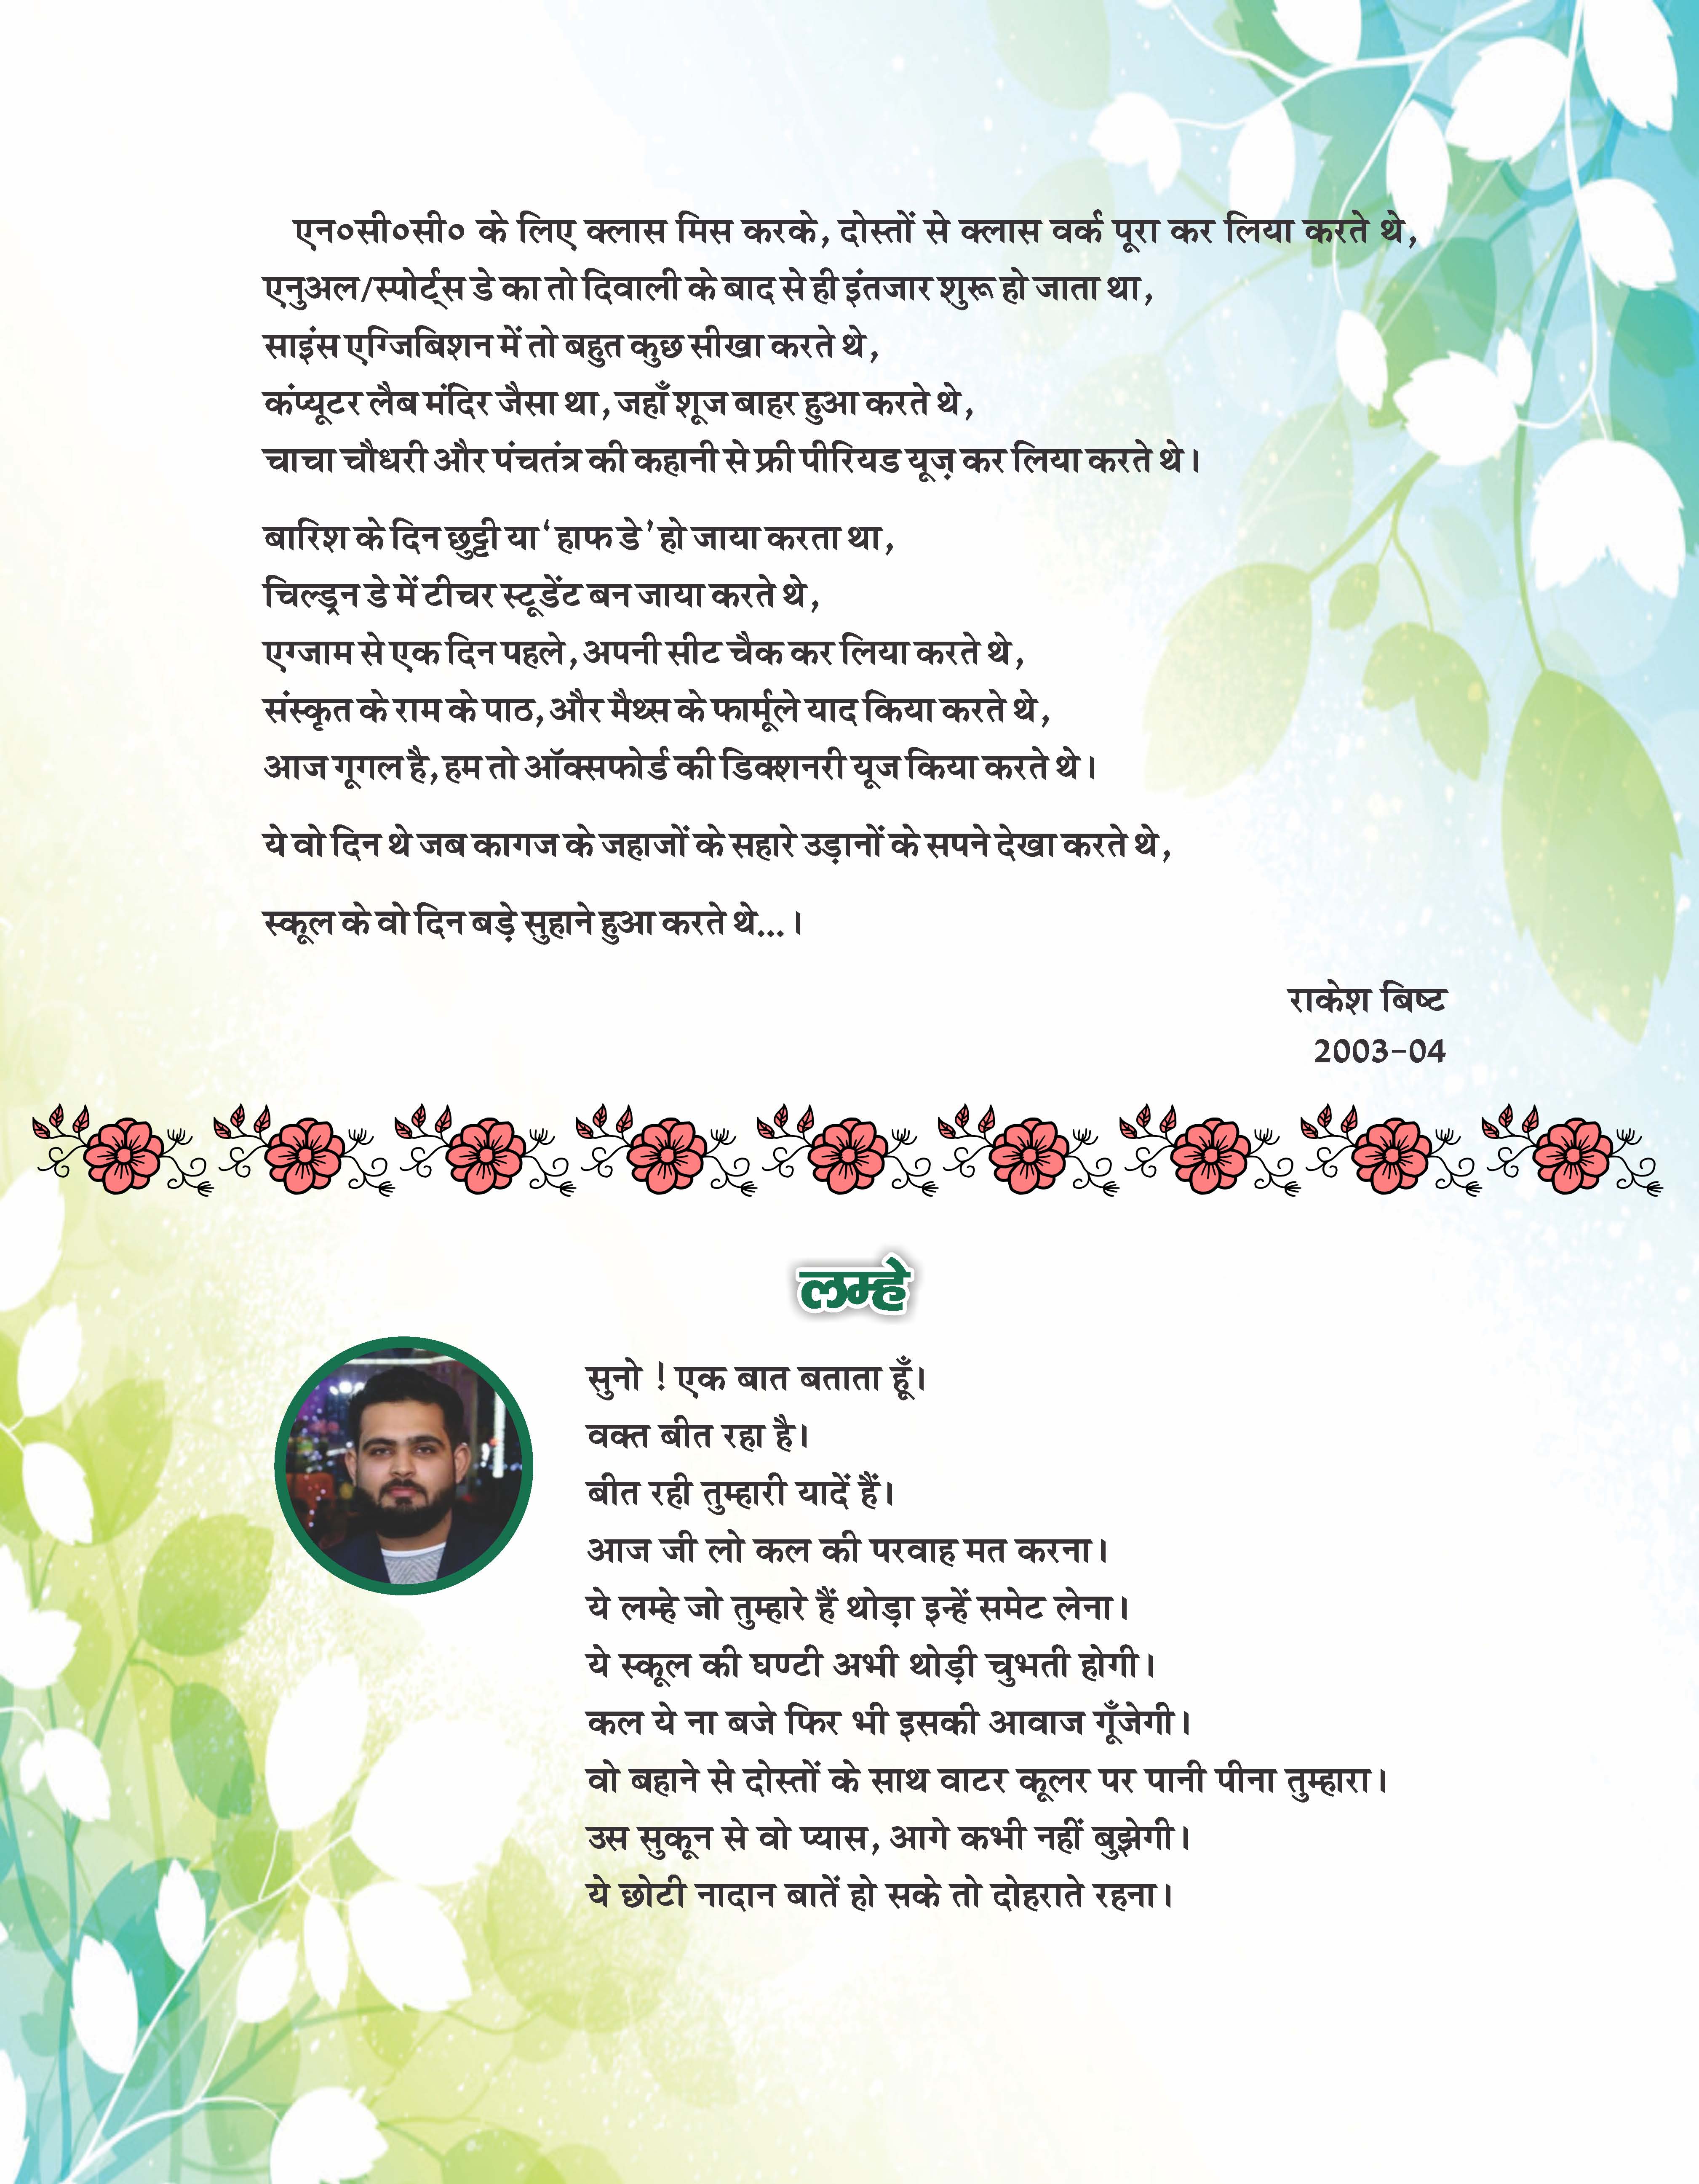 एन०सी०सी० के लिए क्लास मिस करके, दोस्तों से क्लास वर्क पूरा कर लिया करते थे,
एनुअल/स्पोर्ट्स डे का तो दिवाली के बाद से ही इंतजार शुरू हो जाता था,
साइंस एग्जिबिशन में तो बहुत कुछ सीखा करते थे,
कंप्यूटर लैब मंदिर जैसा था, जहाँ शूज बाहर हुआ करते थे,
चाचा चौधरी और पंचतंत्र की कहानी से फ्री पीरियड यूज़ कर लिया करते थे।
बारिश के दिन छुट्टी या ‘हाफ डे’ हो जाया करता था,
चिल्ड्रन डे में टीचर स्टूडेंट बन जाया करते थे,
एग्जाम से एक दिन पहले, अपनी सीट चैक कर लिया करते थे,
संस्कृत के राम के पाठ, और मैथ्स के फार्मूले याद किया करते थे,
आज गूगल है, हम तो ऑक्सफोर्ड की डिक्शनरी यूज किया करते थे।
ये वो दिन थे जब कागज के जहाजों के सहारे उड़ानों के सपने देखा करते थे,
स्कूल के वो दिन बड़े सुहाने हुआ करते थे...।
राकेश बिष्ट
2003-04
लम्हे
सुनो ! एक बात बताता हूँ।
वक्त बीत रहा है।
बीत रही तुम्हारी यादें हैं।
आज जी लो कल की परवाह मत करना।
ये लम्हे जो तुम्हारे हैं थोड़ा इन्हें समेट लेना।
ये स्कूल की घण्टी अभी थोड़ी चुभती होगी।
कल ये ना बजे फिर भी इसकी आवाज गूँजेगी।
वो बहाने से दोस्तों के साथ वाटर कूलर पर पानी पीना तुम्हारा।
उस सुकून से वो प्यास, आगे कभी नहीं बुझेगी।
ये छोटी नादान बातें हो सके तो दोहराते रहना।